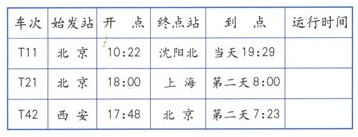 车次 始发站 开点 终点站 到点 运行时间
T11 北京 10:22 沈阳北 当天19:29
T21 北京 18:00 上海 第二天8:00
T42 西安 17:48 北京 第二天7:23